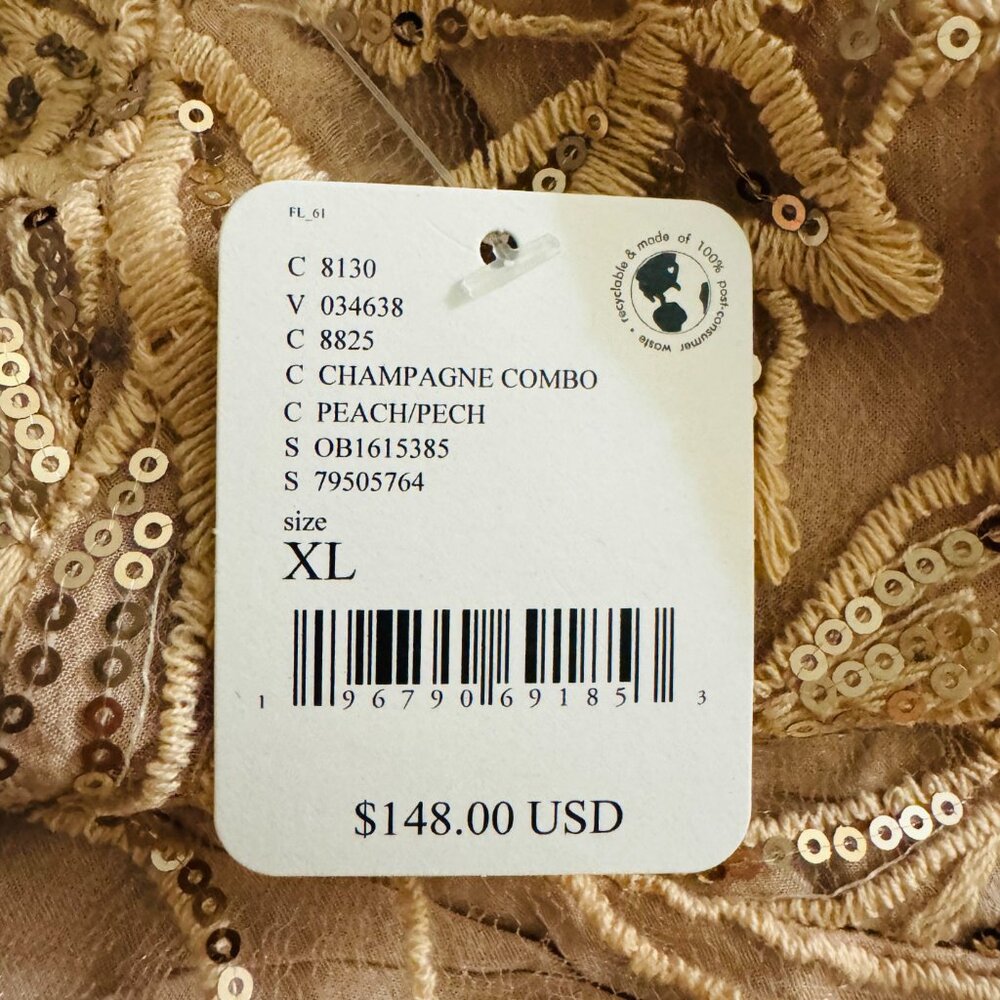 FL_61
recyclable & made of 100% post-consumer waste •
C 8130
V 034638
C 8825
C CHAMPAGNE COMBO
C PEACH/PECH
S OB1615385
S 79505764
size
XL
1 96790 69185 3
$148.00 USD